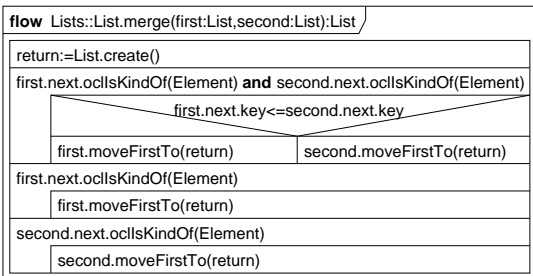 flow Lists::List.merge(first:List,second:List):List
return:=List.create()
first.next.oclIsKindOf(Element) and second.next.oclIsKindOf(Element)
first.next.key<=second.next.key
first.moveFirstTo(return) second.moveFirstTo(return)
first.next.oclIsKindOf(Element)
first.moveFirstTo(return)
second.next.oclIsKindOf(Element)
second.moveFirstTo(return)